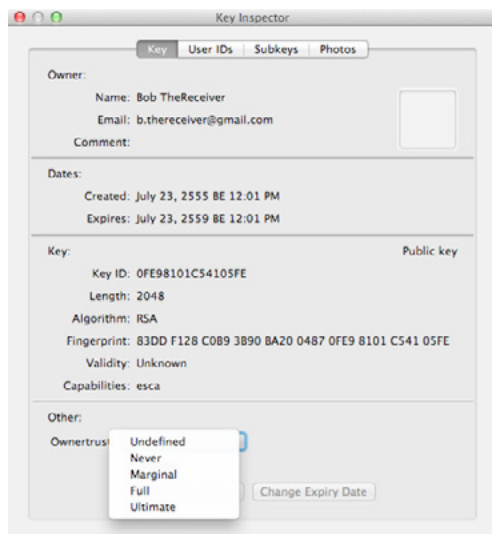 Key Inspector
Key User IDs Subkeys Photos
Owner:
Name: Bob TheReceiver
Email: b.thereceiver@gmail.com
Comment:
Dates:
Created: July 23, 2555 BE 12:01 PM
Expires: July 23, 2559 BE 12:01 PM
Key: Public key
Key ID: 0FE98101C54105FE
Length: 2048
Algorithm: RSA
Fingerprint: 83DD F128 C0B9 3B90 BA20 0487 0FE9 8101 C541 05FE
Validity: Unknown
Capabilities: esca
Other:
Ownertrust Undefined
Never
Marginal
Full Change Expiry Date
Ultimate